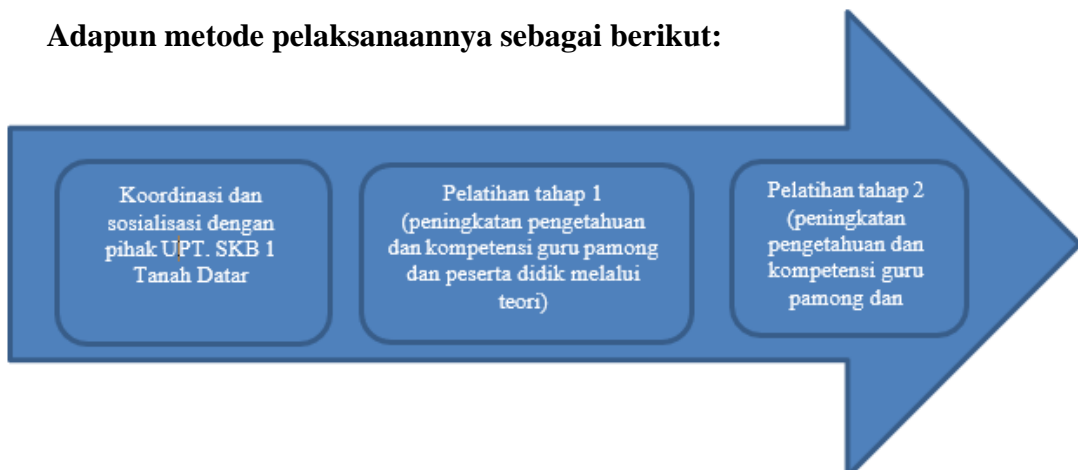 Adapun metode pelaksanaannya sebagai berikut:
Koordinasi dan
sosialisasi dengan
pihak UPT. SKB 1
Tanah Datar
Pelatihan tahap 1
(peningkatan pengetahuan
dan kompetensi guru pamong
dan peserta didik melalui
teori)
Pelatihan tahap 2
(peningkatan
pengetahuan dan
kompetensi guru
pamong dan